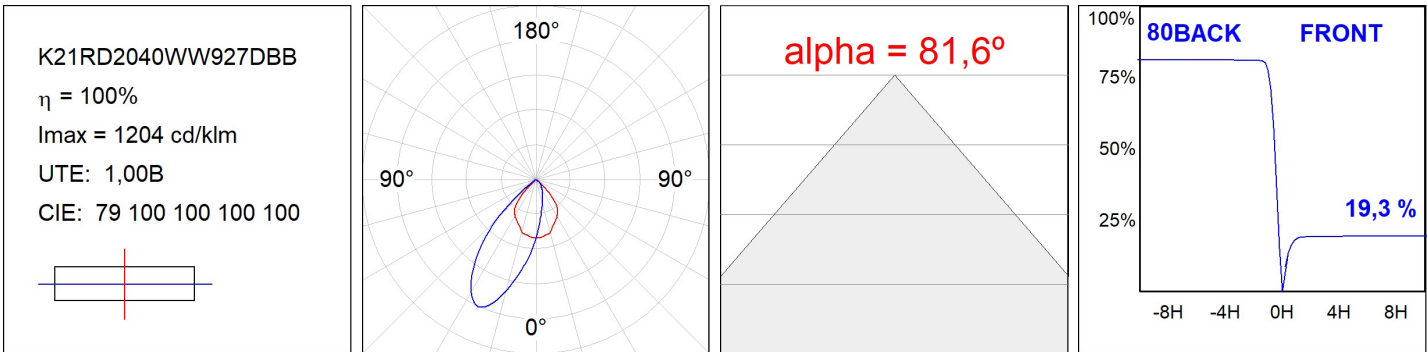 K21RD2040WW927DBB
η = 100%
Imax = 1204 cd/klm
UTE: 1,00B
CIE: 79 100 100 100 100
180°
90° 90°
0°
alpha = 81,6º
100%
80BACK FRONT
75%
50%
19,3 %
25%
-8H -4H 0H 4H 8H